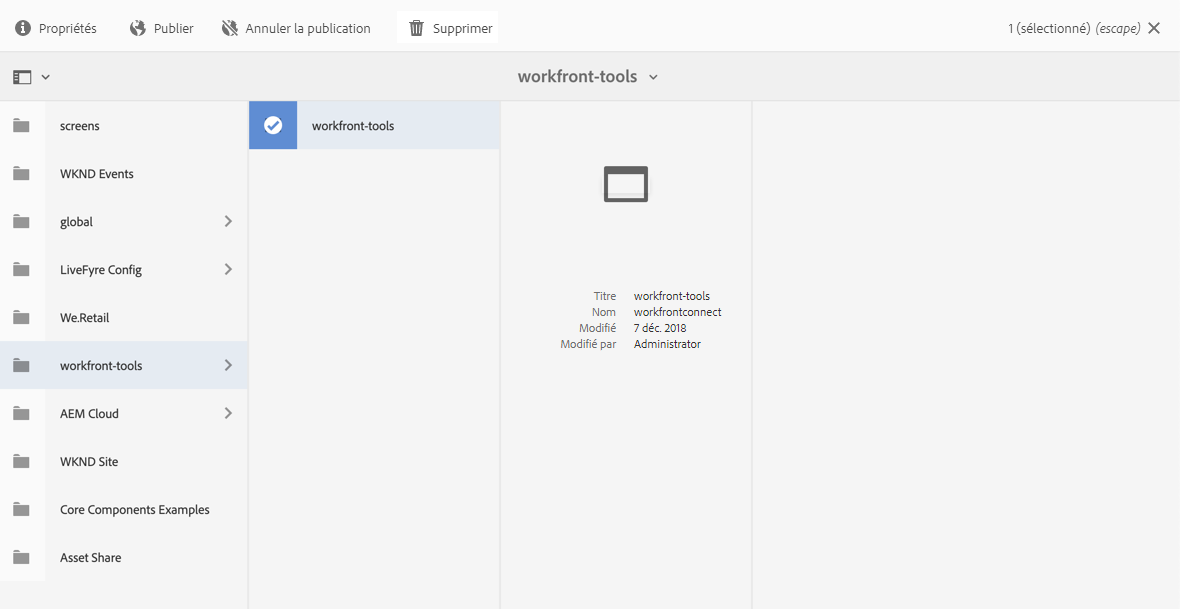 Propriétés Publier Annuler la publication Supprimer 1 (sélectionné) (escape)
workfront-tools
screens
WKND Events
global
LiveFyre Config
We.Retail
workfront-tools
AEM Cloud
WKND Site
Core Components Examples
Asset Share
workfront-tools
Titre workfront-tools
Nom workfrontconnect
Modifié 7 déc. 2018
Modifié par Administrator